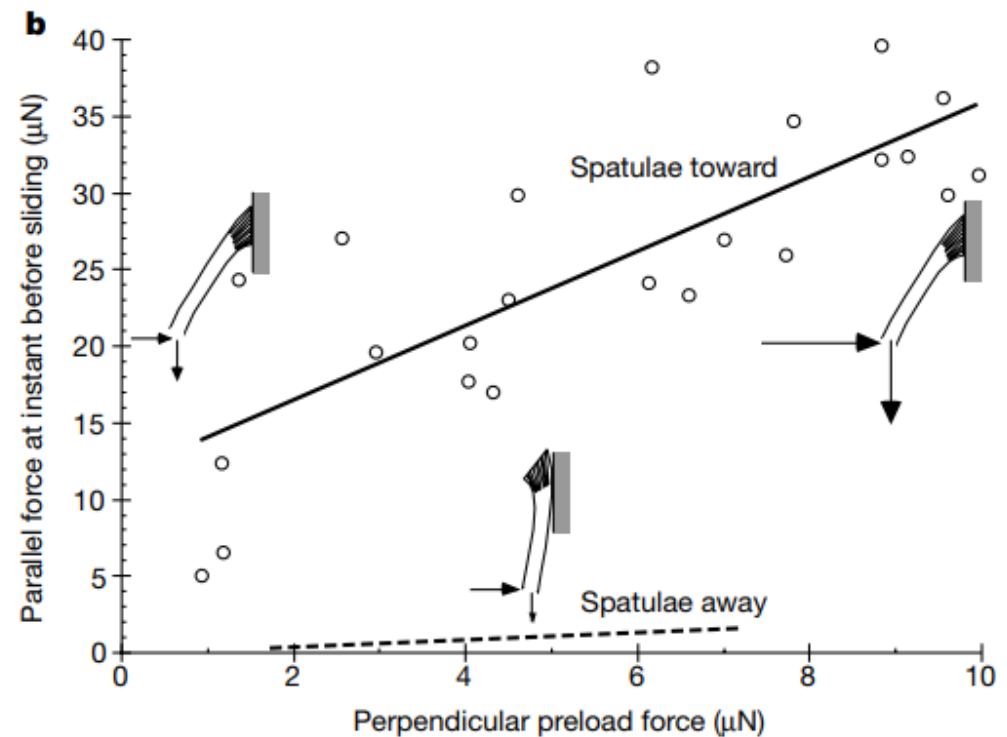 b
Parallel force at instant before sliding (μN)
40
35
30
25
20
15
10
5
0
Spatulae toward
Spatulae away
0 2 4 6 8 10
Perpendicular preload force (μN)